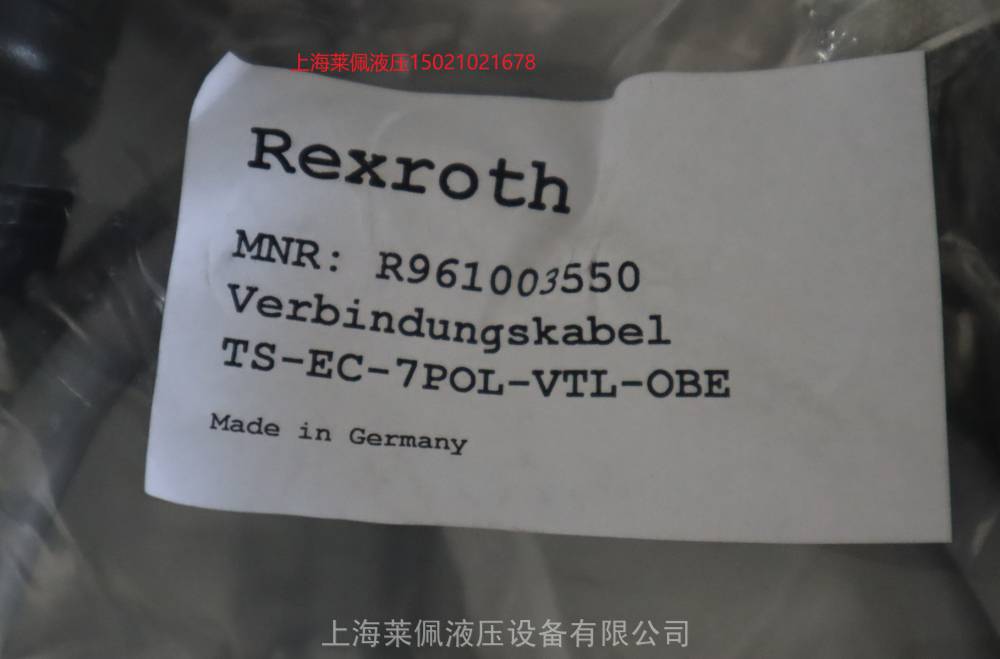 上海莱佩液压15021021678
Rexroth
MNR: R961003550
Verbindungskabel
TS-EC-7POL-VTL-OBE
Made in Germany
上海莱佩液压设备有限公司